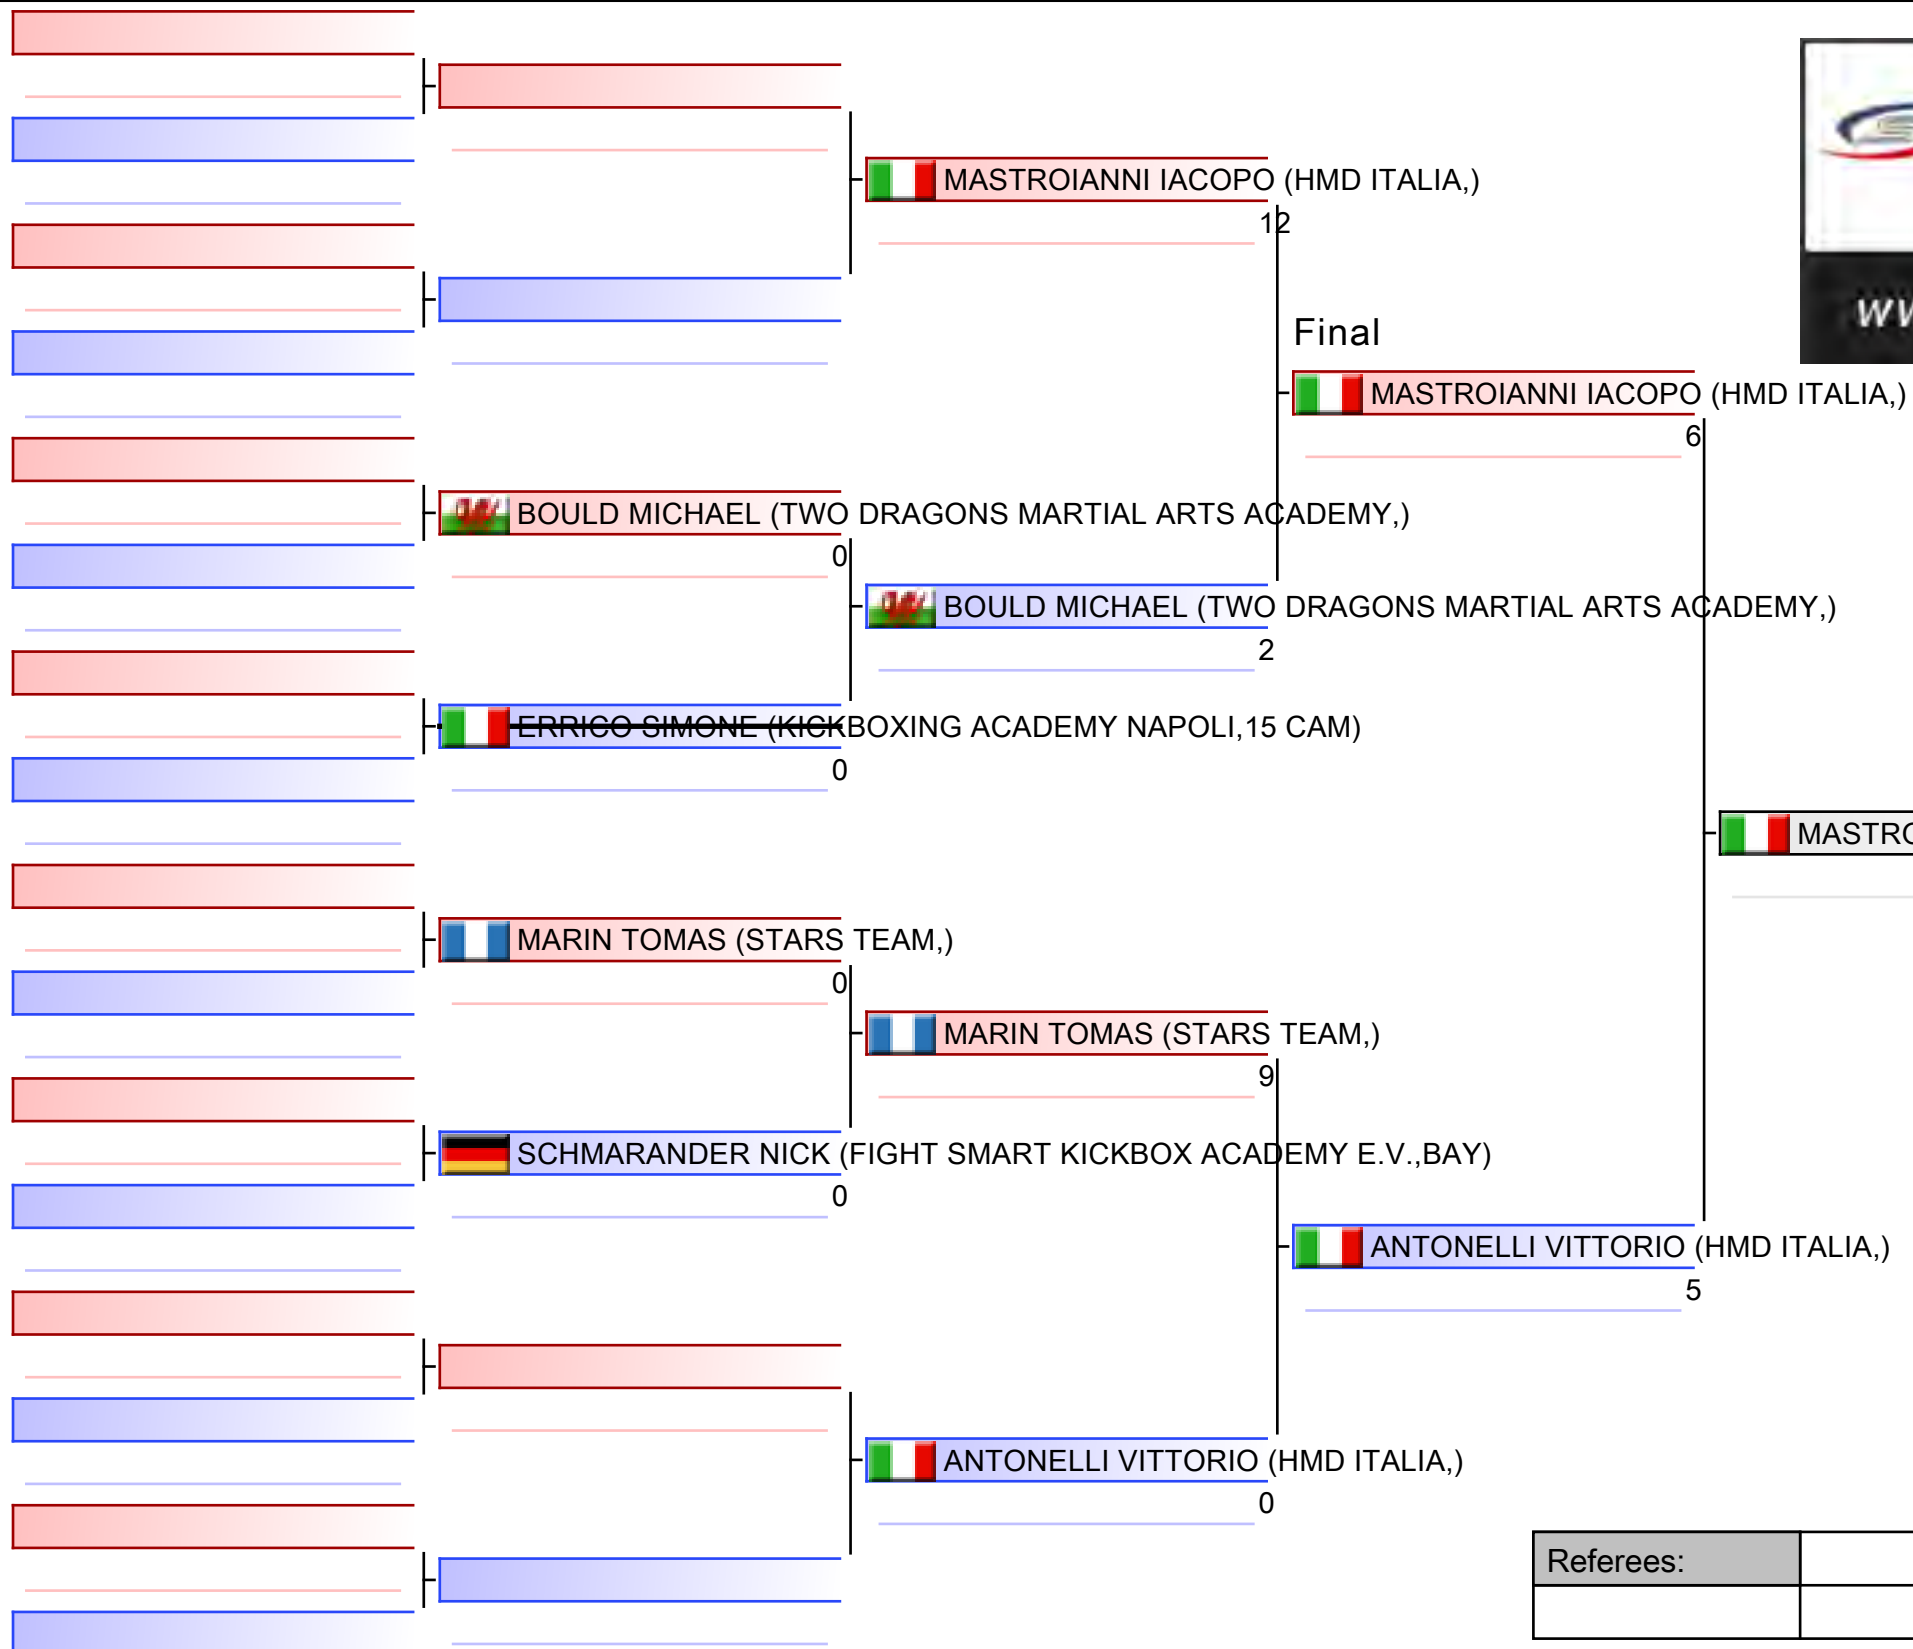 MASTROIANNI IACOPO (HMD ITALIA,)
12
Final
MASTROIANNI IACOPO (HMD ITALIA,)
6
BOULD MICHAEL (TWO DRAGONS MARTIAL ARTS ACADEMY,)
0
BOULD MICHAEL (TWO DRAGONS MARTIAL ARTS ACADEMY,)
2
ERRICO SIMONE (KICKBOXING ACADEMY NAPOLI,15 CAM)
0
MASTRO
MARIN TOMAS (STARS TEAM,)
0
MARIN TOMAS (STARS TEAM,)
9
SCHMARANDER NICK (FIGHT SMART KICKBOX ACADEMY E.V.,BAY)
0
ANTONELLI VITTORIO (HMD ITALIA,)
5
ANTONELLI VITTORIO (HMD ITALIA,)
0
Referees: